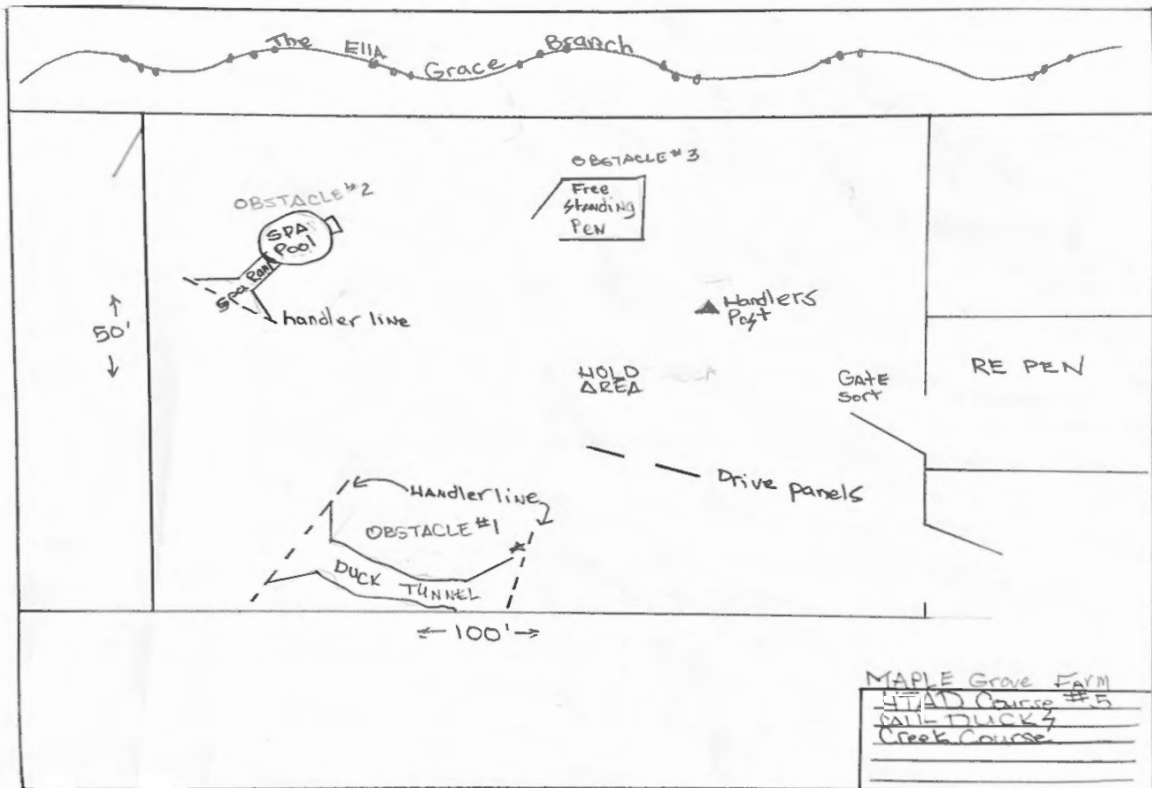 The Ella Grace Branch
OBSTACLE #3
Free
Standing
PEN
OBSTACLE #2
SPA
Pool
Spa Ramp
handler line
50'
Handlers
Post
HOLD
AREA
GATE
Sort
RE PEN
Drive panels
Handler line
OBSTACLE #1
DUCK TUNNEL
100'
MAPLE Grove Farm
HTAD Course #5
DUCKS
Creek Course